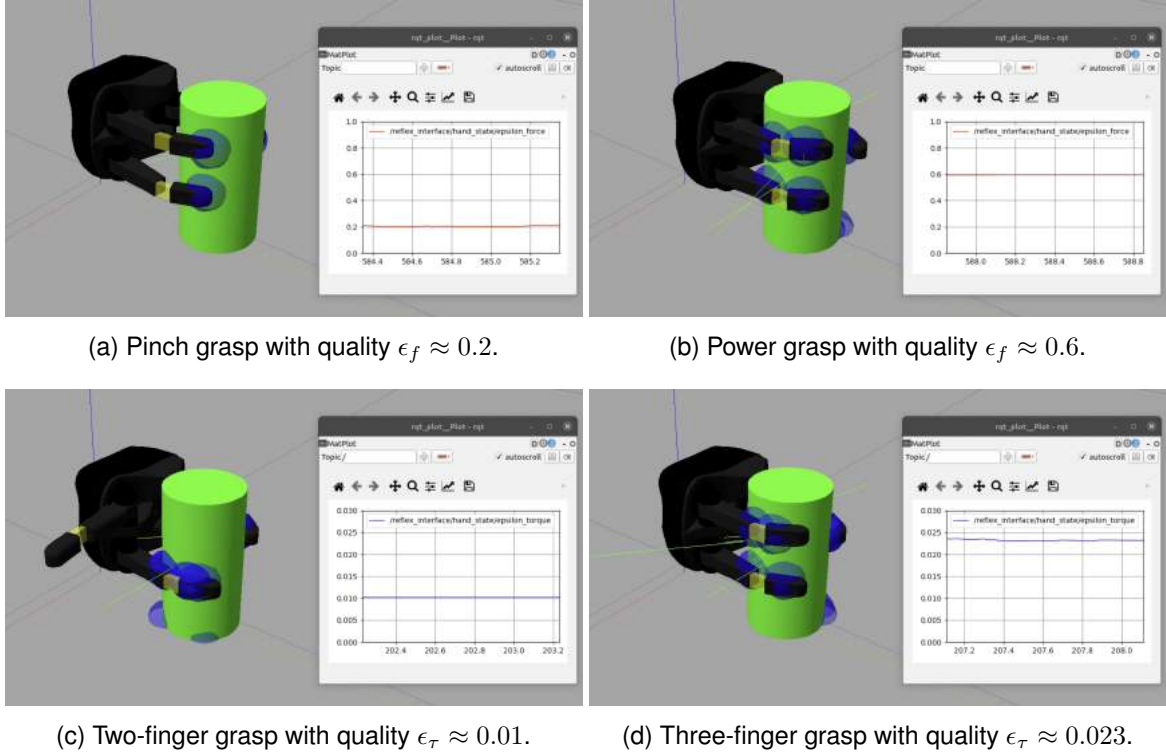 rqt_plot__Plot - rqt
MatPlot
Topic
autoscroll
/reflex_interface/hand_state/epsilon_force
1.0
0.8
0.6
0.4
0.2
0.0
584.4 584.6 584.8 585.0 585.2
rqt_plot__Plot - rqt
MatPlot
Topic
autoscroll
/reflex_interface/hand_state/epsilon_force
1.0
0.8
0.6
0.4
0.2
0.0
588.0 588.2 588.4 588.6 588.8
(a) Pinch grasp with quality ϵ_f ≈ 0.2.
(b) Power grasp with quality ϵ_f ≈ 0.6.
rqt_plot__Plot - rqt
MatPlot
Topic /
autoscroll
/reflex_interface/hand_state/epsilon_torque
0.030
0.025
0.020
0.015
0.010
0.005
0.000
202.4 202.6 202.8 203.0 203.2
rqt_plot__Plot - rqt
MatPlot
Topic /
autoscroll
/reflex_interface/hand_state/epsilon_torque
0.030
0.025
0.020
0.015
0.010
0.005
0.000
207.2 207.4 207.6 207.8 208.0
(c) Two-finger grasp with quality ϵ_τ ≈ 0.01.
(d) Three-finger grasp with quality ϵ_τ ≈ 0.023.